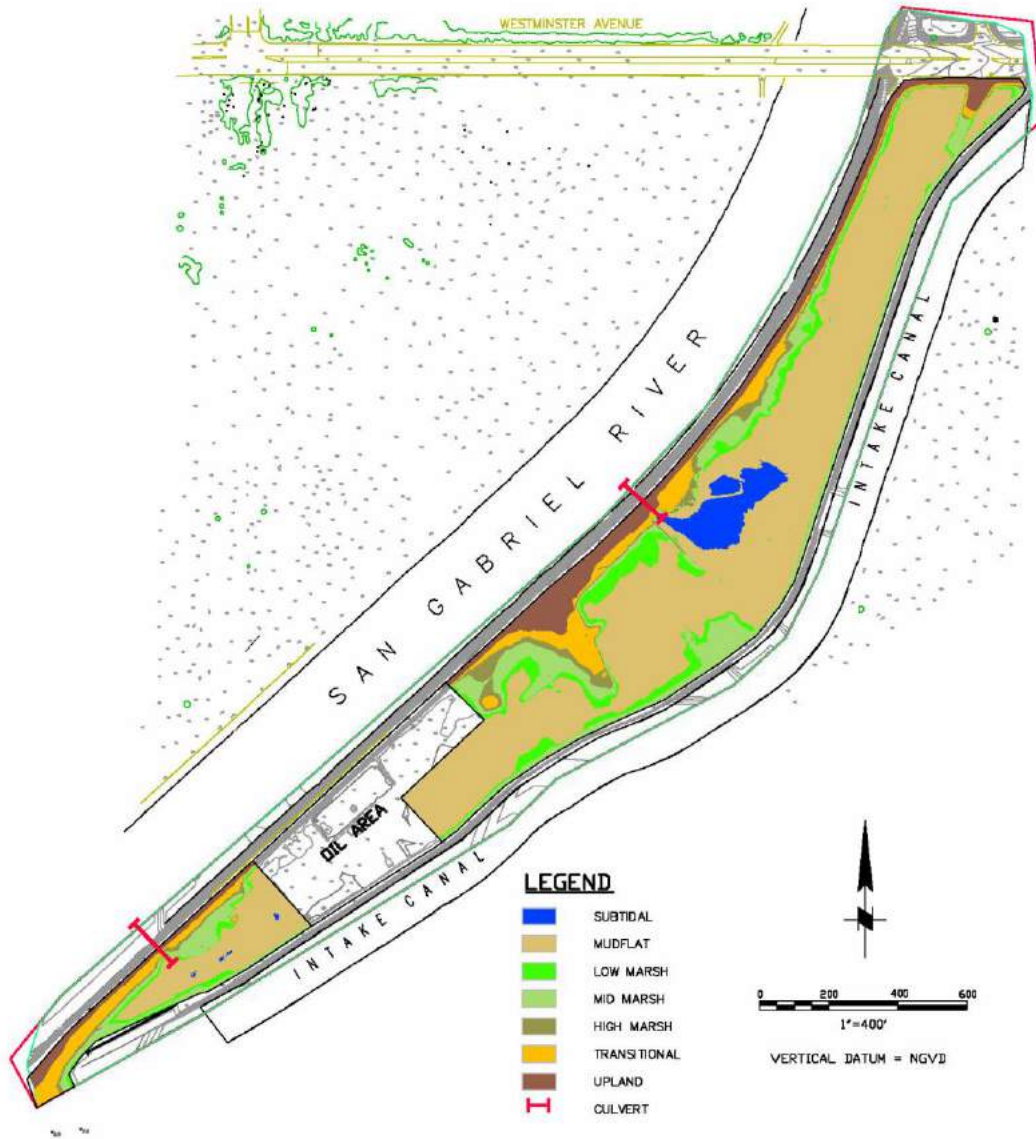 WESTMINSTER AVENUE
SAN GABRIEL RIVER
INTAKE CANAL
OIL AREA
INTAKE CANAL
LEGEND
SUBTIDAL
MUDFLAT
LOW MARSH
MID MARSH
HIGH MARSH
TRANSITIONAL
UPLAND
CULVERT
0 200 400 600
1"=400'
VERTICAL DATUM = NGVD